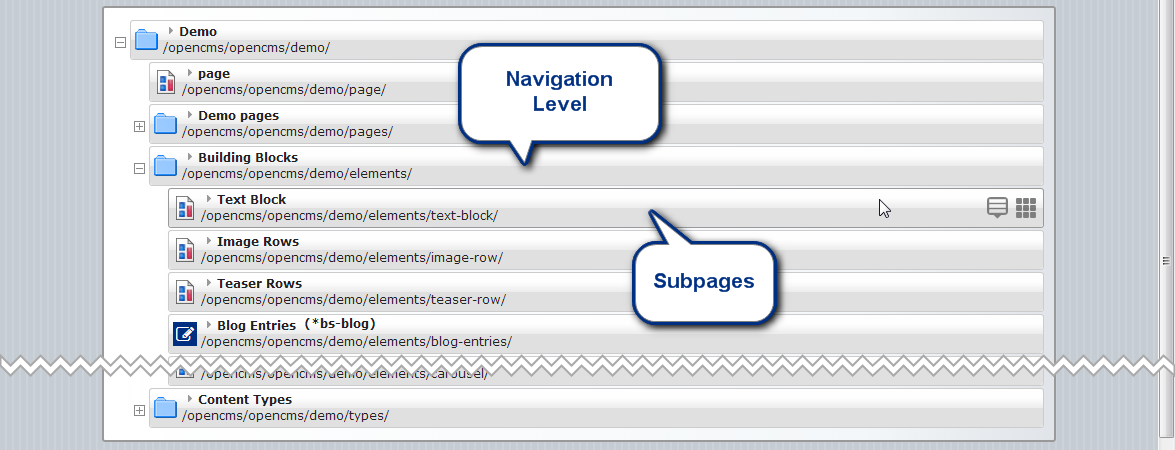 Demo
/opencms/opencms/demo/
page
/opencms/opencms/demo/page/
Navigation
Level
Demo pages
/opencms/opencms/demo/pages/
Building Blocks
/opencms/opencms/demo/elements/
Text Block
/opencms/opencms/demo/elements/text-block/
Image Rows
/opencms/opencms/demo/elements/image-row/
Subpages
Teaser Rows
/opencms/opencms/demo/elements/teaser-row/
Blog Entries (*bs-blog)
/opencms/opencms/demo/elements/blog-entries/
/opencms/opencms/demo/elements/carousel/
Content Types
/opencms/opencms/demo/types/